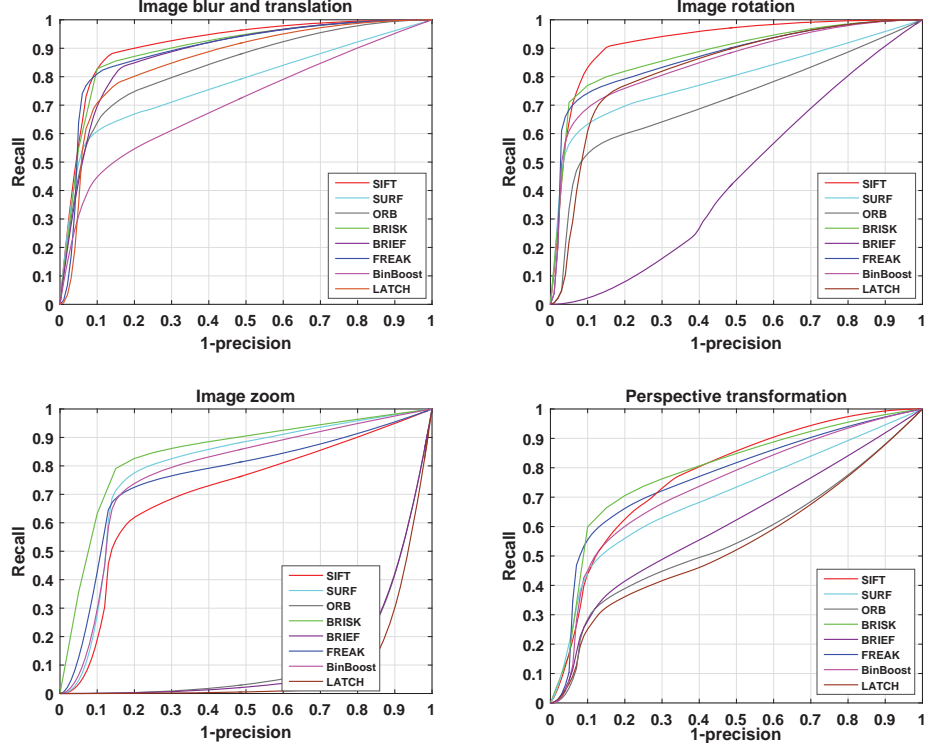 Image blur and translation
1
0.9
0.8
0.7
0.6
0.5
0.4
0.3
0.2
0.1
0
Recall
SIFT
SURF
ORB
BRISK
BRIEF
FREAK
BinBoost
LATCH
0 0.1 0.2 0.3 0.4 0.5 0.6 0.7 0.8 0.9 1
1-precision
Image rotation
1
0.9
0.8
0.7
0.6
0.5
0.4
0.3
0.2
0.1
0
Recall
SIFT
SURF
ORB
BRISK
BRIEF
FREAK
BinBoost
LATCH
0 0.1 0.2 0.3 0.4 0.5 0.6 0.7 0.8 0.9 1
1-precision
Image zoom
1
0.9
0.8
0.7
0.6
0.5
0.4
0.3
0.2
0.1
0
Recall
SIFT
SURF
ORB
BRISK
BRIEF
FREAK
BinBoost
LATCH
0 0.1 0.2 0.3 0.4 0.5 0.6 0.7 0.8 0.9 1
1-precision
Perspective transformation
1
0.9
0.8
0.7
0.6
0.5
0.4
0.3
0.2
0.1
0
Recall
SIFT
SURF
ORB
BRISK
BRIEF
FREAK
BinBoost
LATCH
0 0.1 0.2 0.3 0.4 0.5 0.6 0.7 0.8 0.9 1
1-precision